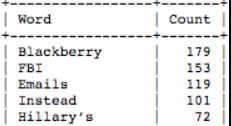 Word Count
Blackberry 179
FBI 153
Emails 119
Instead 101
Hillary's 72